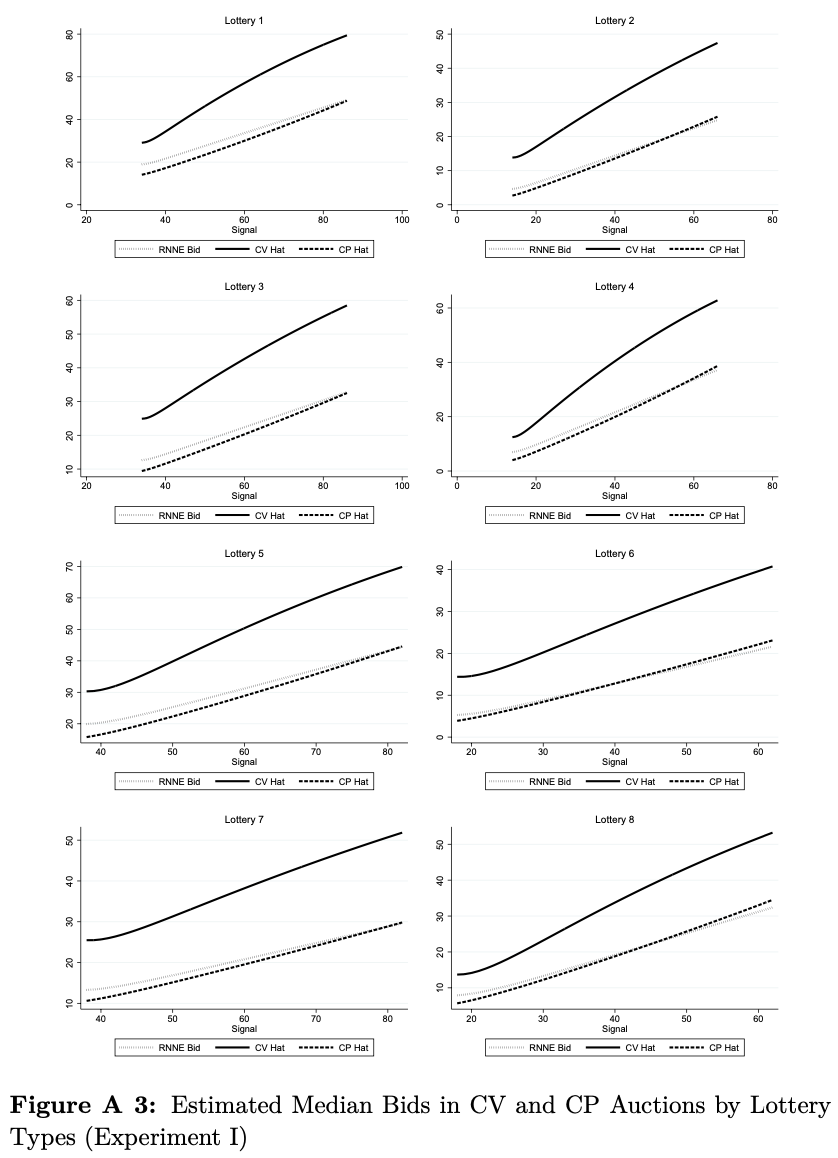 Lottery 1
80
60
40
20
0
20 40 60 80 100
Signal
RNNE Bid CV Hat CP Hat
Lottery 2
50
40
30
20
10
0
0 20 40 60 80
Signal
RNNE Bid CV Hat CP Hat
Lottery 3
60
50
40
30
20
10
20 40 60 80 100
Signal
RNNE Bid CV Hat CP Hat
Lottery 4
60
40
20
0
0 20 40 60 80
Signal
RNNE Bid CV Hat CP Hat
Lottery 5
70
60
50
40
30
20
40 50 60 70 80
Signal
RNNE Bid CV Hat CP Hat
Lottery 6
40
30
20
10
0
20 30 40 50 60
Signal
RNNE Bid CV Hat CP Hat
Lottery 7
50
40
30
20
10
40 50 60 70 80
Signal
RNNE Bid CV Hat CP Hat
Lottery 8
50
40
30
20
10
20 30 40 50 60
Signal
RNNE Bid CV Hat CP Hat
Figure A 3: Estimated Median Bids in CV and CP Auctions by Lottery
Types (Experiment I)